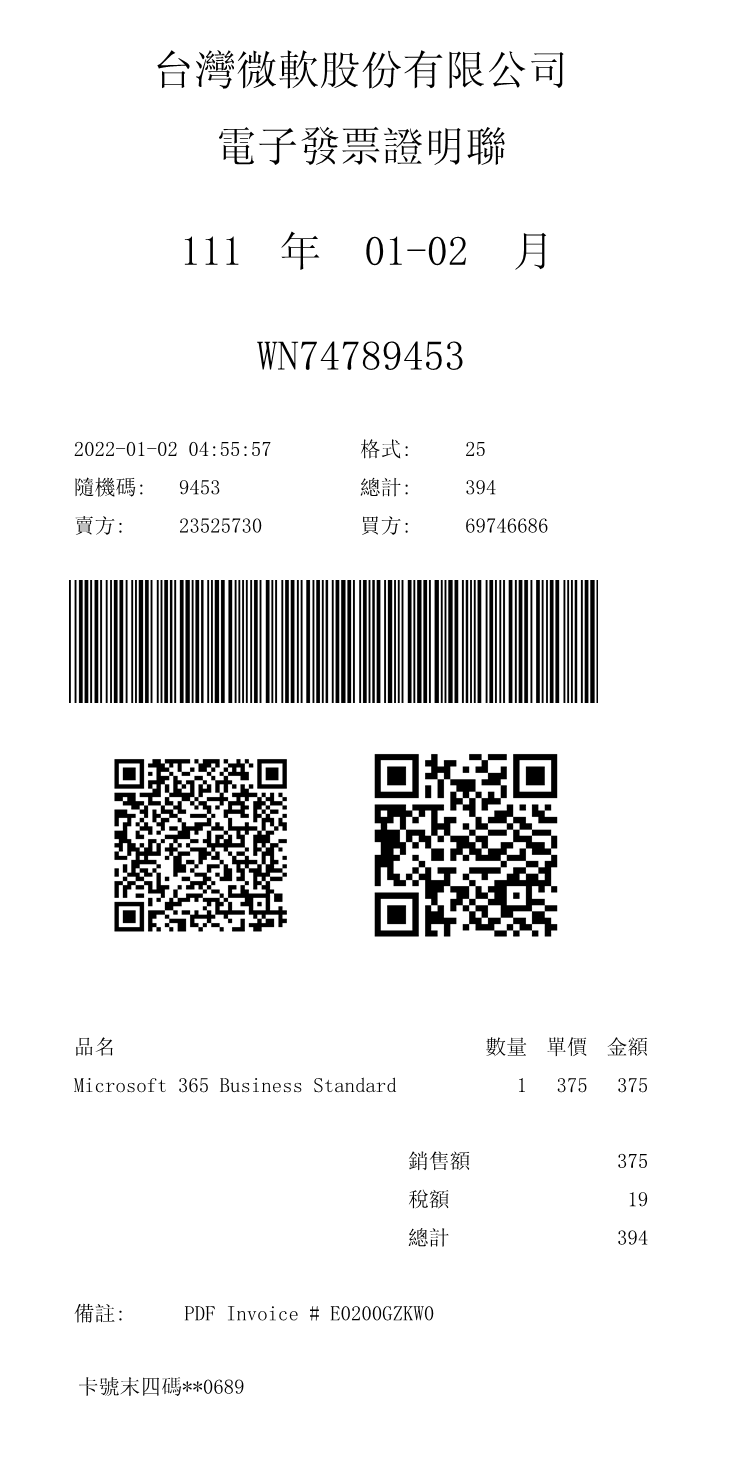 台灣微軟股份有限公司
電子發票證明聯
111 年 01-02 月
WN74789453
2022-01-02 04:55:57 格式: 25
隨機碼: 9453 總計: 394
賣方: 23525730 買方: 69746686
品名 數量 單價 金額
Microsoft 365 Business Standard 1 375 375
銷售額 375
稅額 19
總計 394
備註: PDF Invoice # E0200GZKW0
卡號末四碼**0689